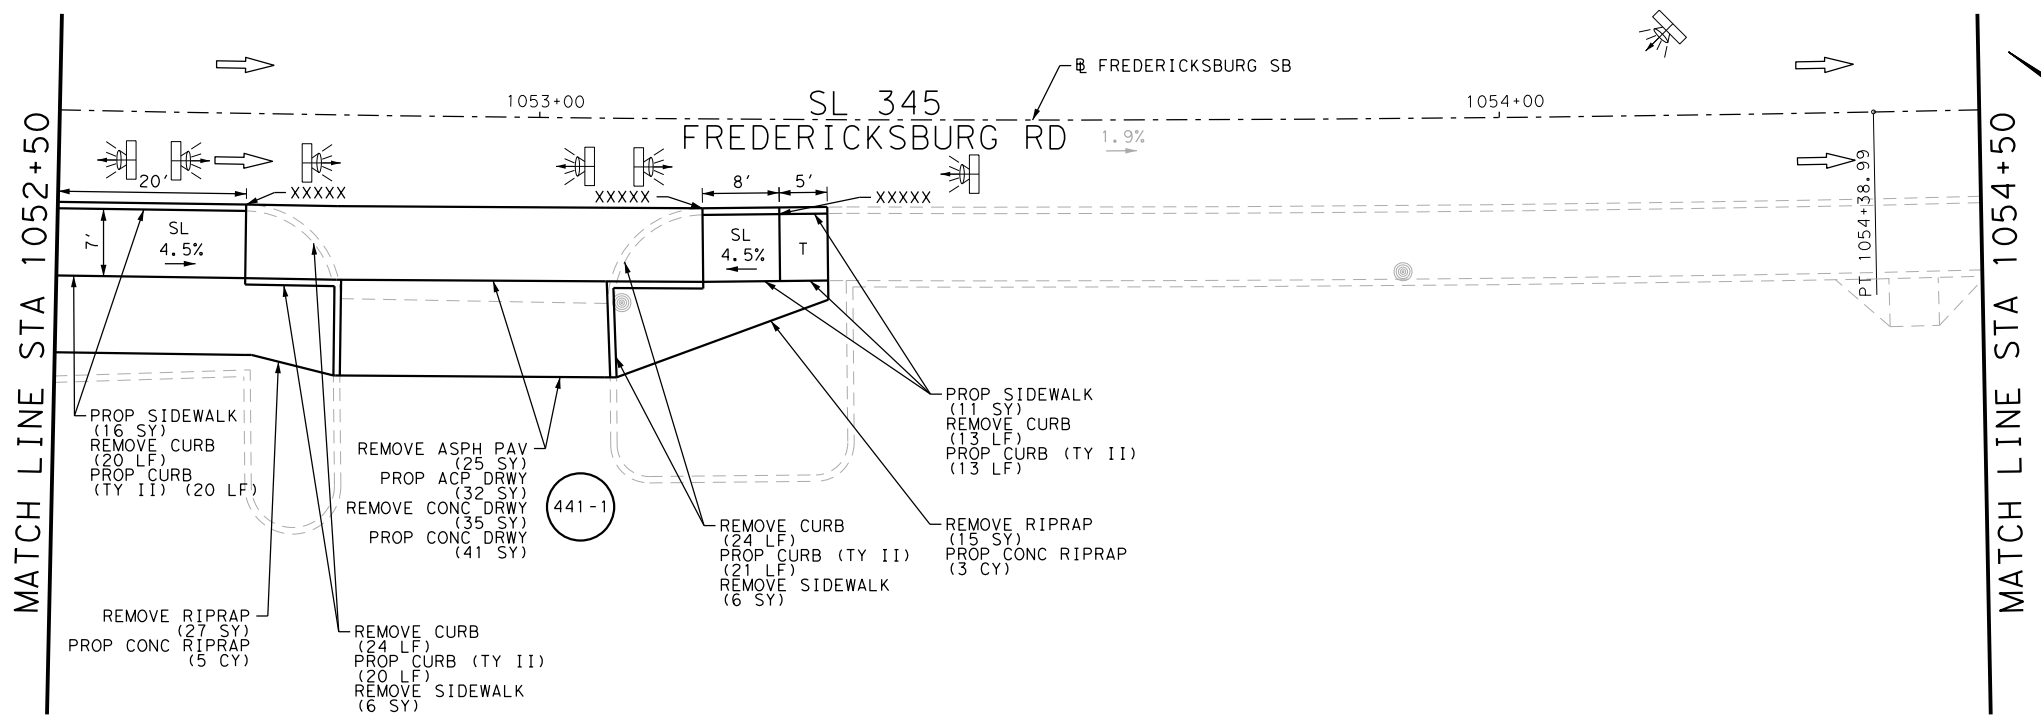 MATCH LINE STA 1052+50
1053+00
SL 345
FREDERICKSBURG RD
B FREDERICKSBURG SB
1054+00
1.9%
PT 1054+38.99
MATCH LINE STA 1054+50
20'
XXXXX
XXXXX
8'
5'
XXXXX
7'
SL
4.5%
SL
4.5%
T
PROP SIDEWALK
(16 SY)
REMOVE CURB
(20 LF)
PROP CURB
(TY II) (20 LF)
REMOVE ASPH PAV
(25 SY)
PROP ACP DRWY
(32 SY)
REMOVE CONC DRWY
(35 SY)
PROP CONC DRWY
(41 SY)
441-1
PROP SIDEWALK
(11 SY)
REMOVE CURB
(13 LF)
PROP CURB (TY II)
(13 LF)
REMOVE CURB
(24 LF)
PROP CURB (TY II)
(21 LF)
REMOVE SIDEWALK
(6 SY)
REMOVE RIPRAP
(15 SY)
PROP CONC RIPRAP
(3 CY)
REMOVE RIPRAP
(27 SY)
PROP CONC RIPRAP
(5 CY)
REMOVE CURB
(24 LF)
PROP CURB (TY II)
(20 LF)
REMOVE SIDEWALK
(6 SY)